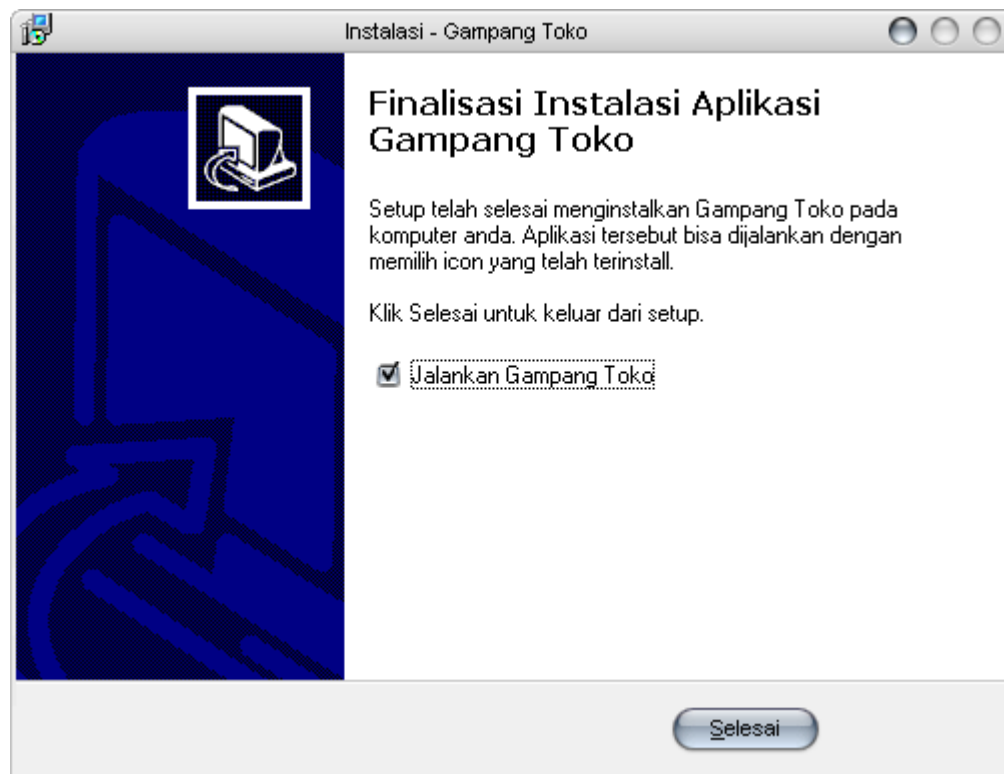 Instalasi - Gampang Toko
Finalisasi Instalasi Aplikasi
Gampang Toko
Setup telah selesai menginstalkan Gampang Toko pada
komputer anda. Aplikasi tersebut bisa dijalankan dengan
memilih icon yang telah terinstall.
Klik Selesai untuk keluar dari setup.
Jalankan Gampang Toko
Selesai